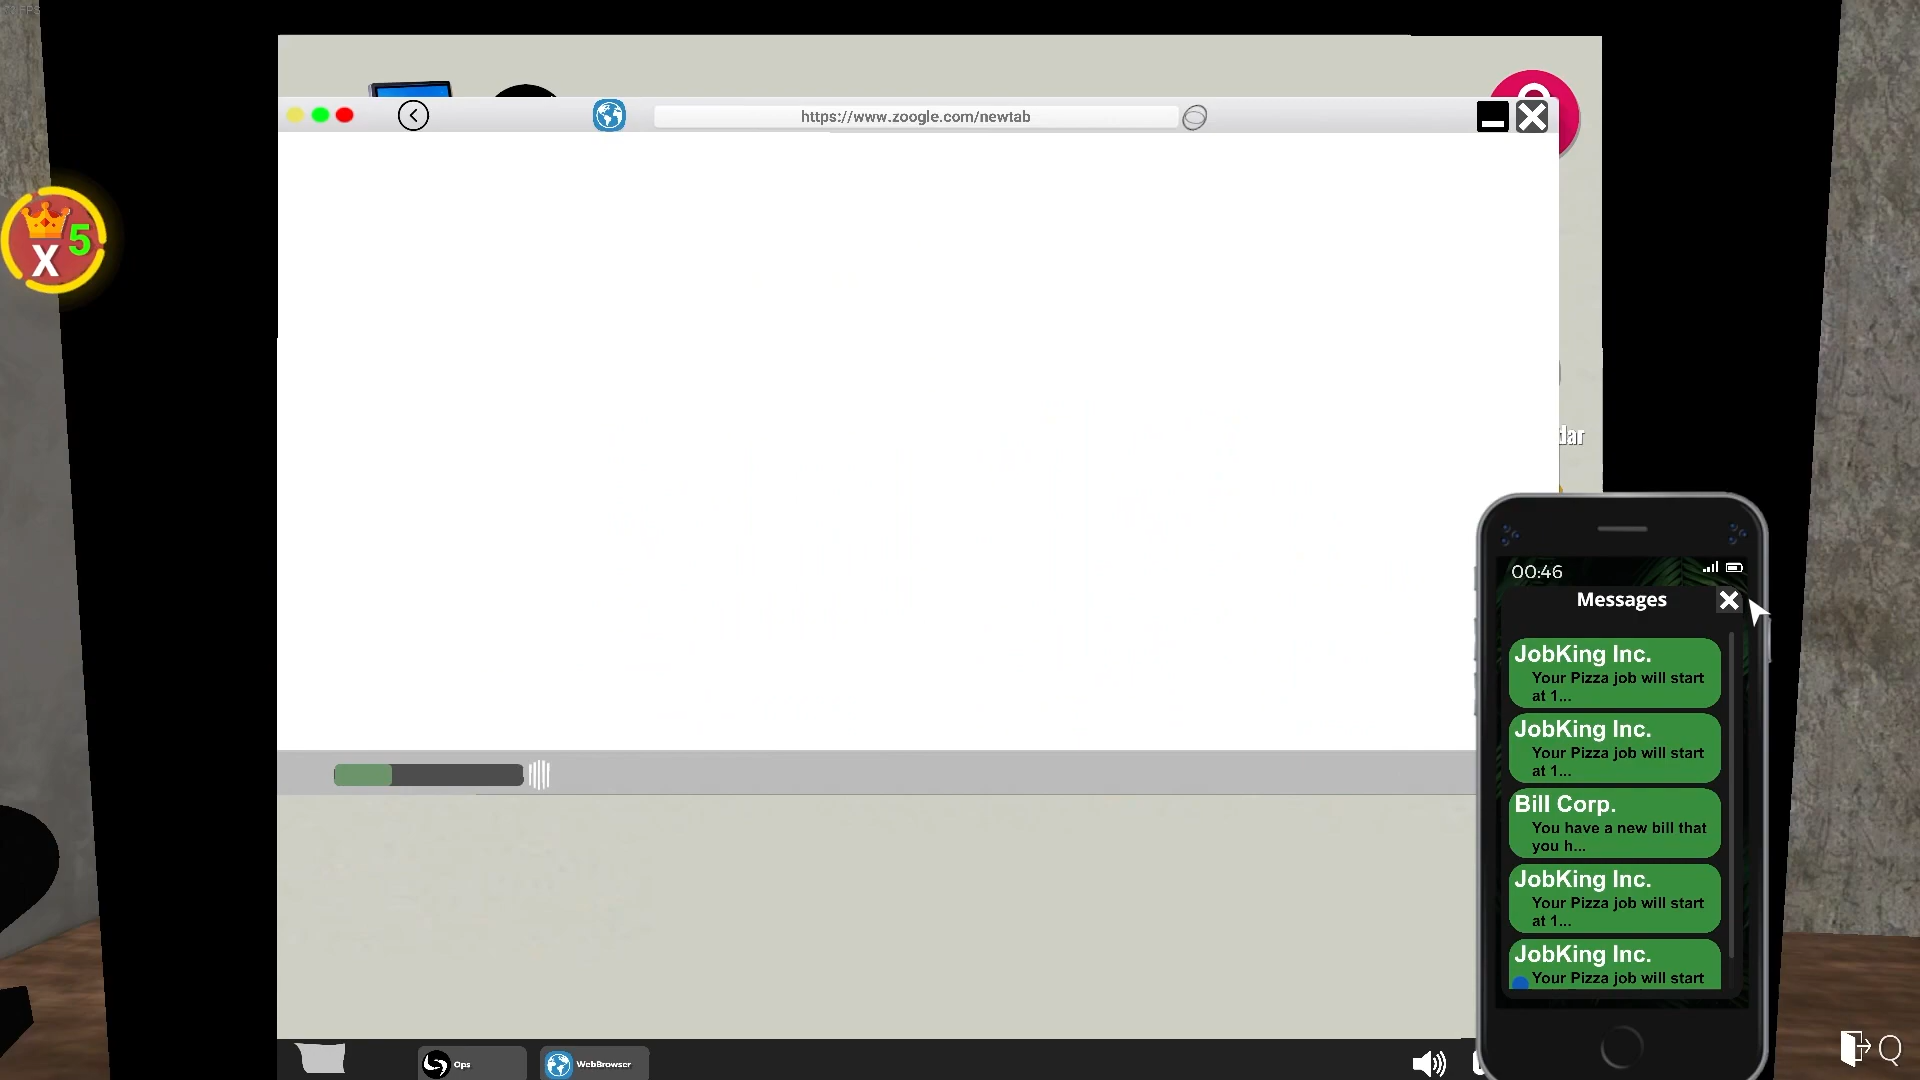 https://www.zoogle.com/newtab
X 5
dar
00:46
Messages
JobKing Inc.
Your Pizza job will start
at 1...
JobKing Inc.
Your Pizza job will start
at 1...
Bill Corp.
You have a new bill that
you h...
JobKing Inc.
Your Pizza job will start
at 1...
JobKing Inc.
Your Pizza job will start
Ops
WebBrowser
Q